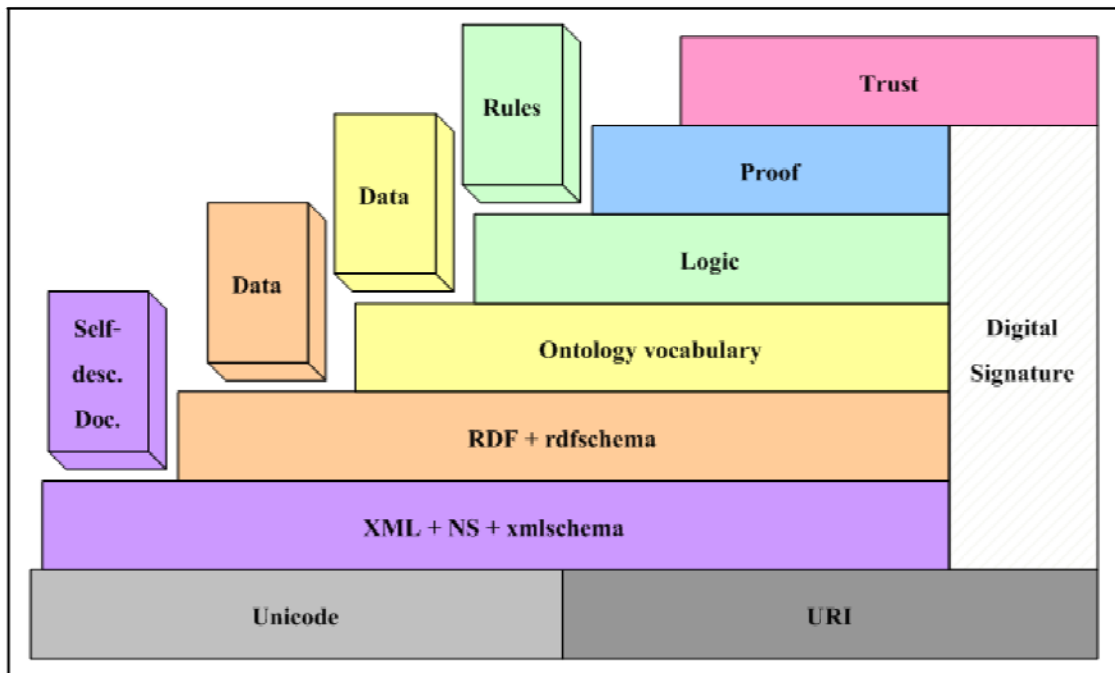 Trust
Rules
Proof
Data
Logic
Data
Self-
desc.
Doc.
Ontology vocabulary
Digital
Signature
RDF + rdfschema
XML + NS + xmlschema
Unicode
URI